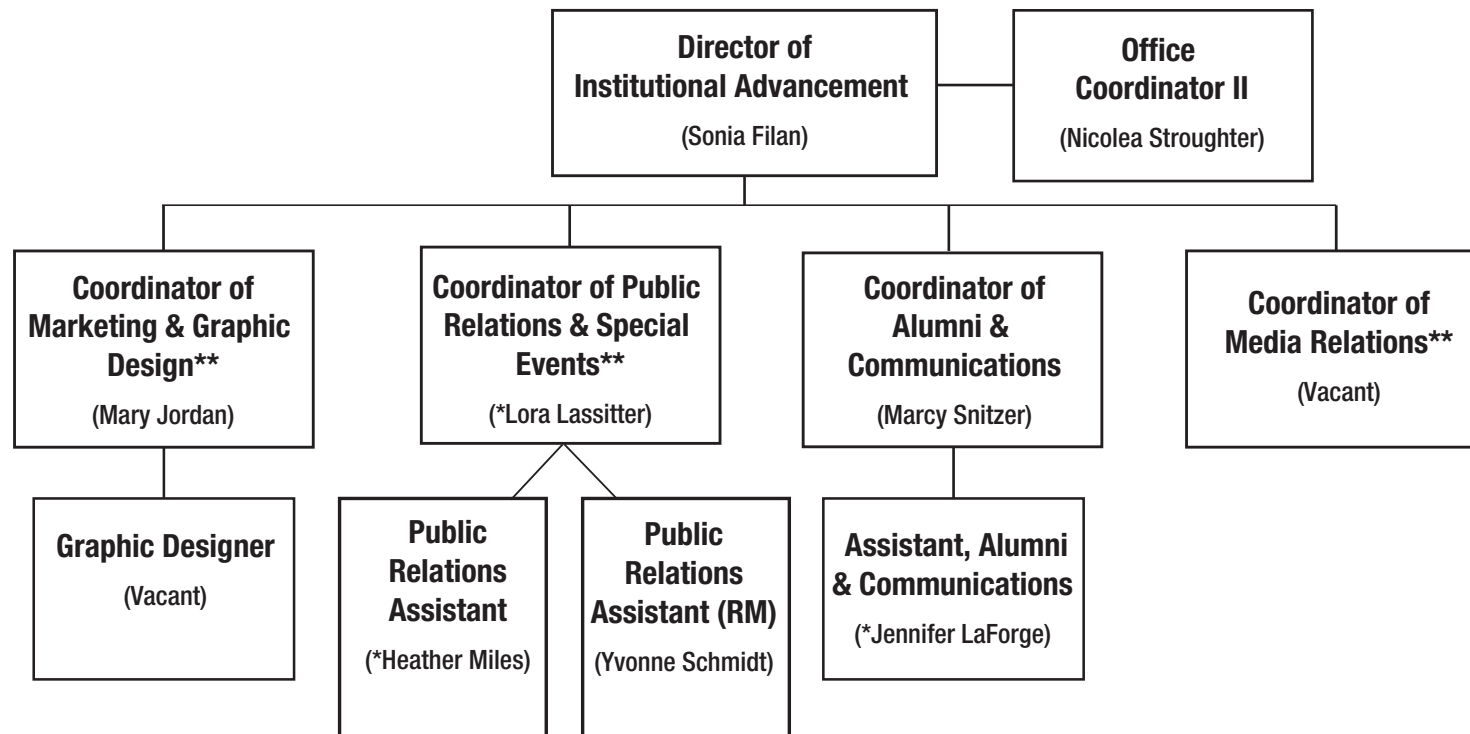 Director of
Institutional Advancement
(Sonia Filan)
Office
Coordinator II
(Nicolea Stroughter)
Coordinator of
Marketing & Graphic
Design**
(Mary Jordan)
Coordinator of Public
Relations & Special
Events**
(*Lora Lassitter)
Coordinator of
Alumni &
Communications
(Marcy Snitzer)
Coordinator of
Media Relations**
(Vacant)
Graphic Designer
(Vacant)
Public
Relations
Assistant
(*Heather Miles)
Public
Relations
Assistant (RM)
(Yvonne Schmidt)
Assistant, Alumni
& Communications
(*Jennifer LaForge)